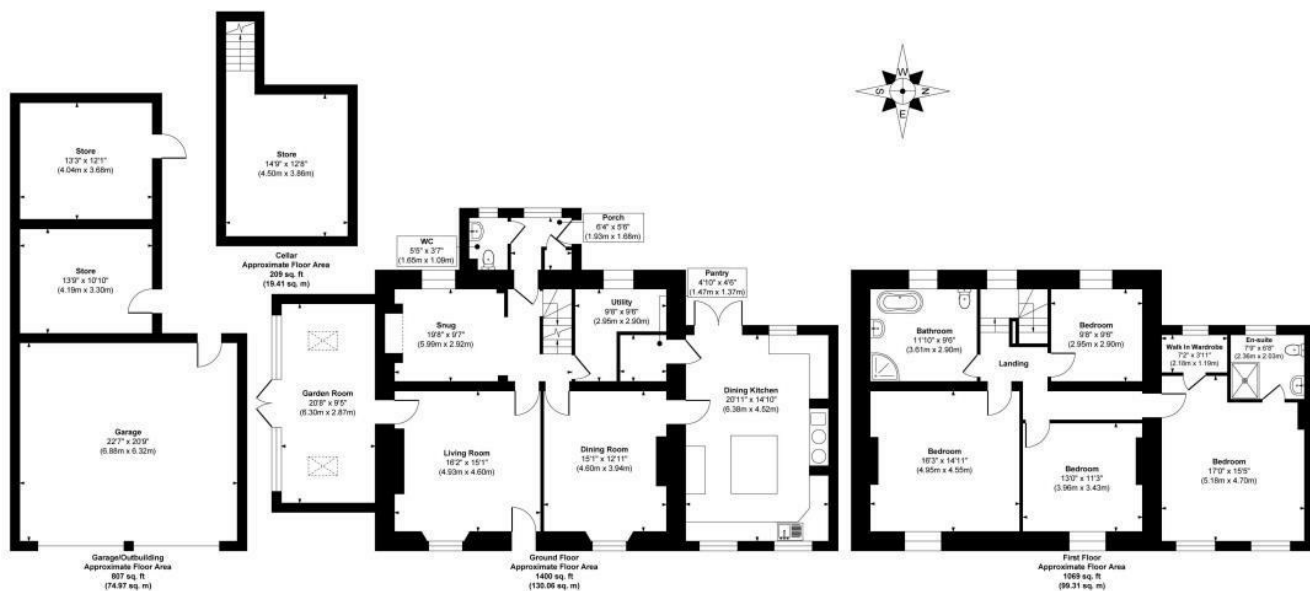 W
S
N
E
Store
13'3" x 12'1"
(4.04m x 3.68m)
Store
13'9" x 10'10"
(4.19m x 3.30m)
Garage
22'7" x 20'9"
(6.88m x 6.32m)
Garage/Outbuilding
Approximate Floor Area
807 sq. ft
(74.97 sq. m)
Store
14'9" x 12'8"
(4.50m x 3.86m)
Cellar
Approximate Floor Area
209 sq. ft
(19.41 sq. m)
WC
5'5" x 3'7"
(1.65m x 1.09m)
Porch
6'4" x 5'6"
(1.93m x 1.68m)
Pantry
4'10" x 4'6"
(1.47m x 1.37m)
Snug
19'8" x 9'7"
(5.99m x 2.92m)
Utility
9'8" x 9'6"
(2.95m x 2.90m)
Garden Room
20'8" x 9'5"
(6.30m x 2.87m)
Dining Kitchen
20'11" x 14'10"
(6.38m x 4.52m)
Living Room
16'2" x 15'1"
(4.93m x 4.60m)
Dining Room
15'1" x 12'11"
(4.60m x 3.94m)
Ground Floor
Approximate Floor Area
1400 sq. ft
(130.06 sq. m)
Bathroom
11'10" x 9'6"
(3.61m x 2.90m)
Landing
Bedroom
9'8" x 9'6"
(2.95m x 2.90m)
Walk In Wardrobe
7'2" x 3'11"
(2.18m x 1.19m)
En-suite
7'9" x 6'8"
(2.36m x 2.03m)
Bedroom
16'3" x 14'11"
(4.95m x 4.55m)
Bedroom
13'0" x 11'3"
(3.96m x 3.43m)
Bedroom
17'0" x 15'5"
(5.18m x 4.70m)
First Floor
Approximate Floor Area
1069 sq. ft
(99.31 sq. m)